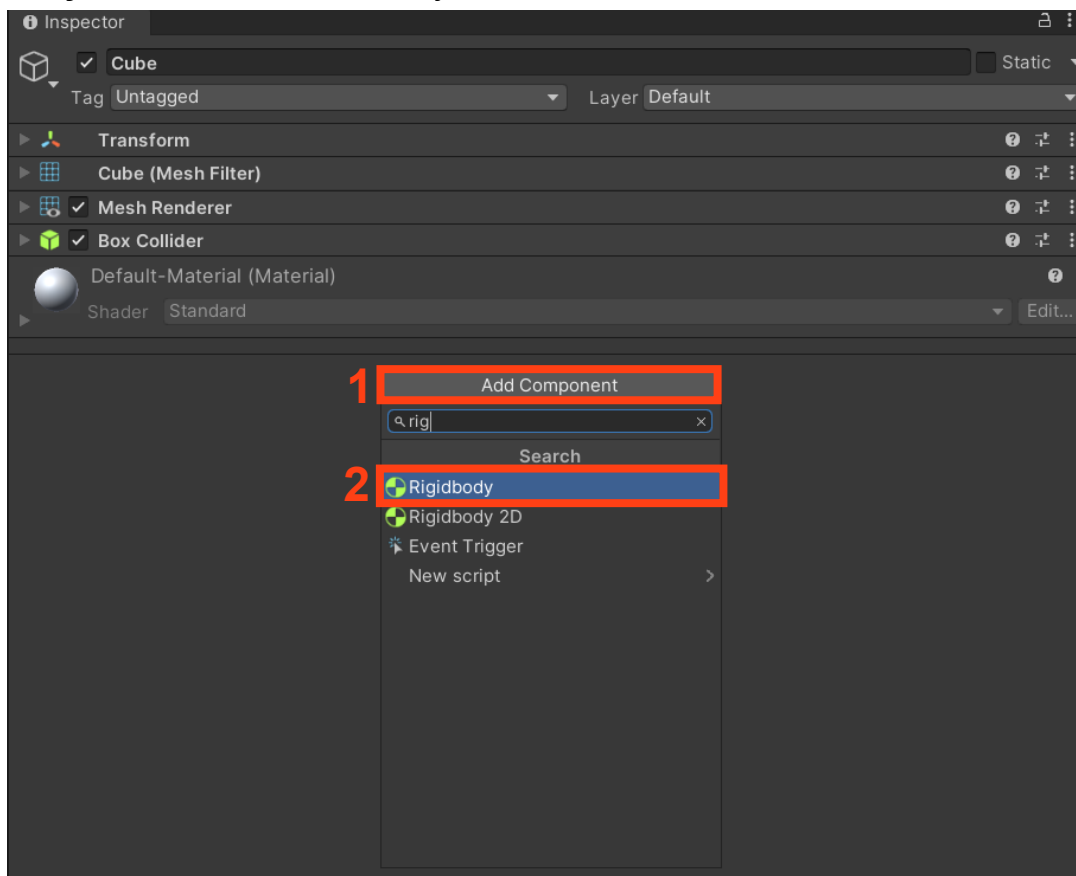 Inspector
Cube
Static
Tag Untagged Layer Default
Transform
Cube (Mesh Filter)
Mesh Renderer
Box Collider
Default-Material (Material)
Shader Standard Edit...
1 Add Component
rig
Search
2 Rigidbody
Rigidbody 2D
Event Trigger
New script